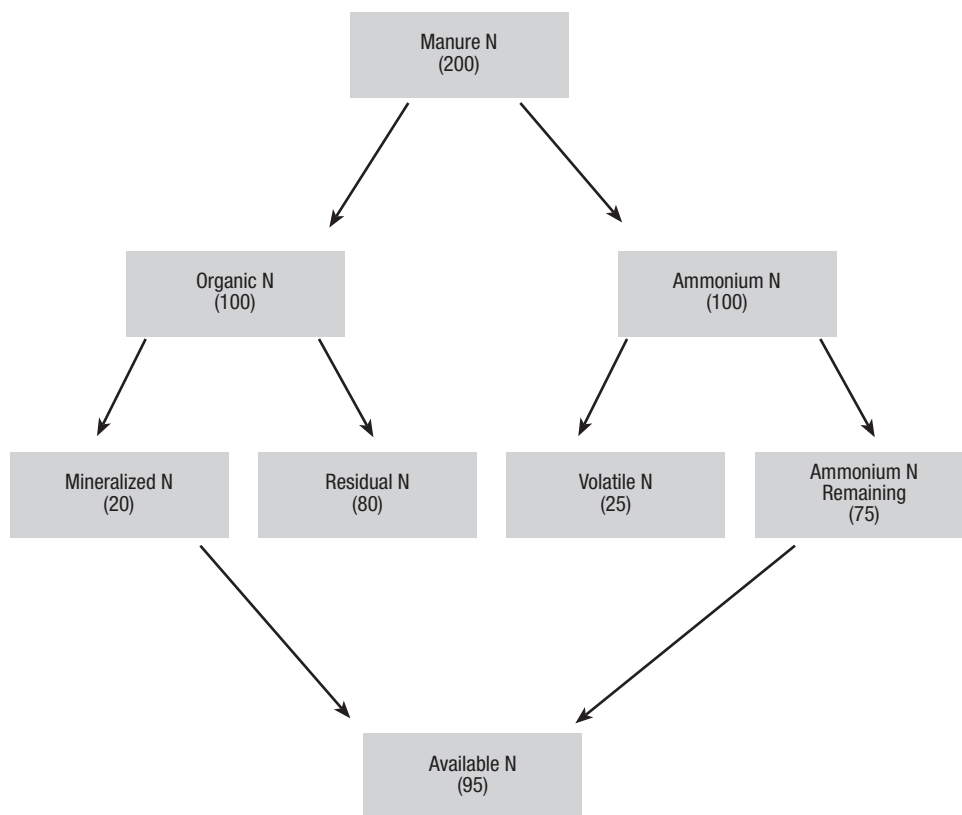 Manure N
(200)
Organic N
(100)
Ammonium N
(100)
Mineralized N
(20)
Residual N
(80)
Volatile N
(25)
Ammonium N
Remaining
(75)
Available N
(95)